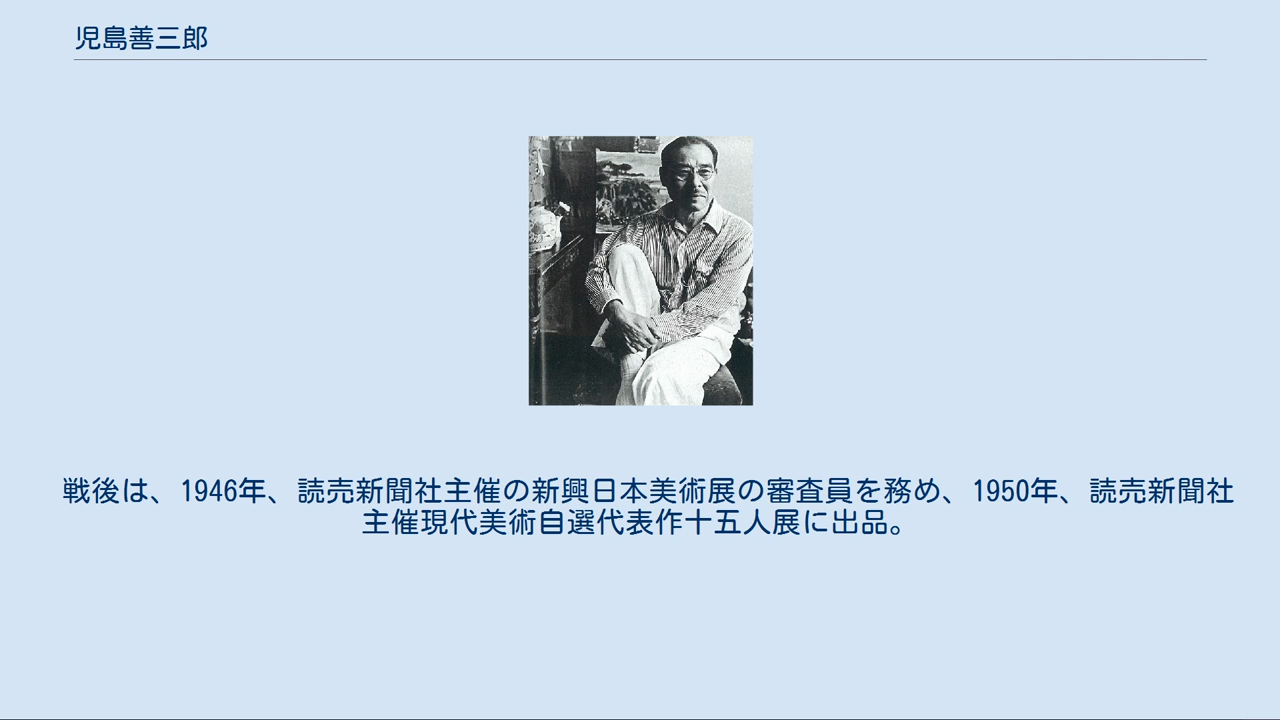 児島善三郎
戦後は、1946年、読売新聞社主催の新興日本美術展の審査員を務め、1950年、読売新聞社
主催現代美術自選代表作十五人展に出品。